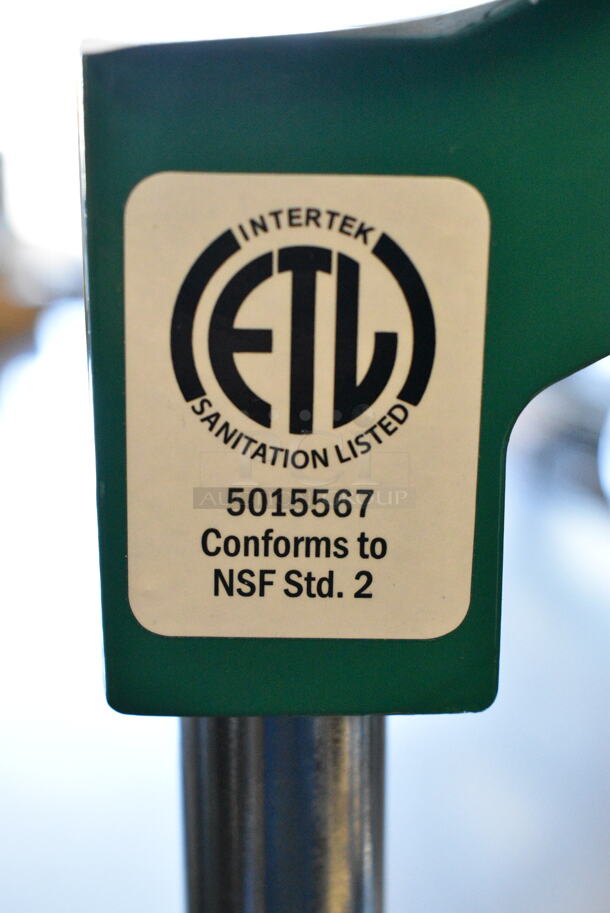 INTERTEK
ETL
SANITATION LISTED
5015567
Conforms to
NSF Std. 2